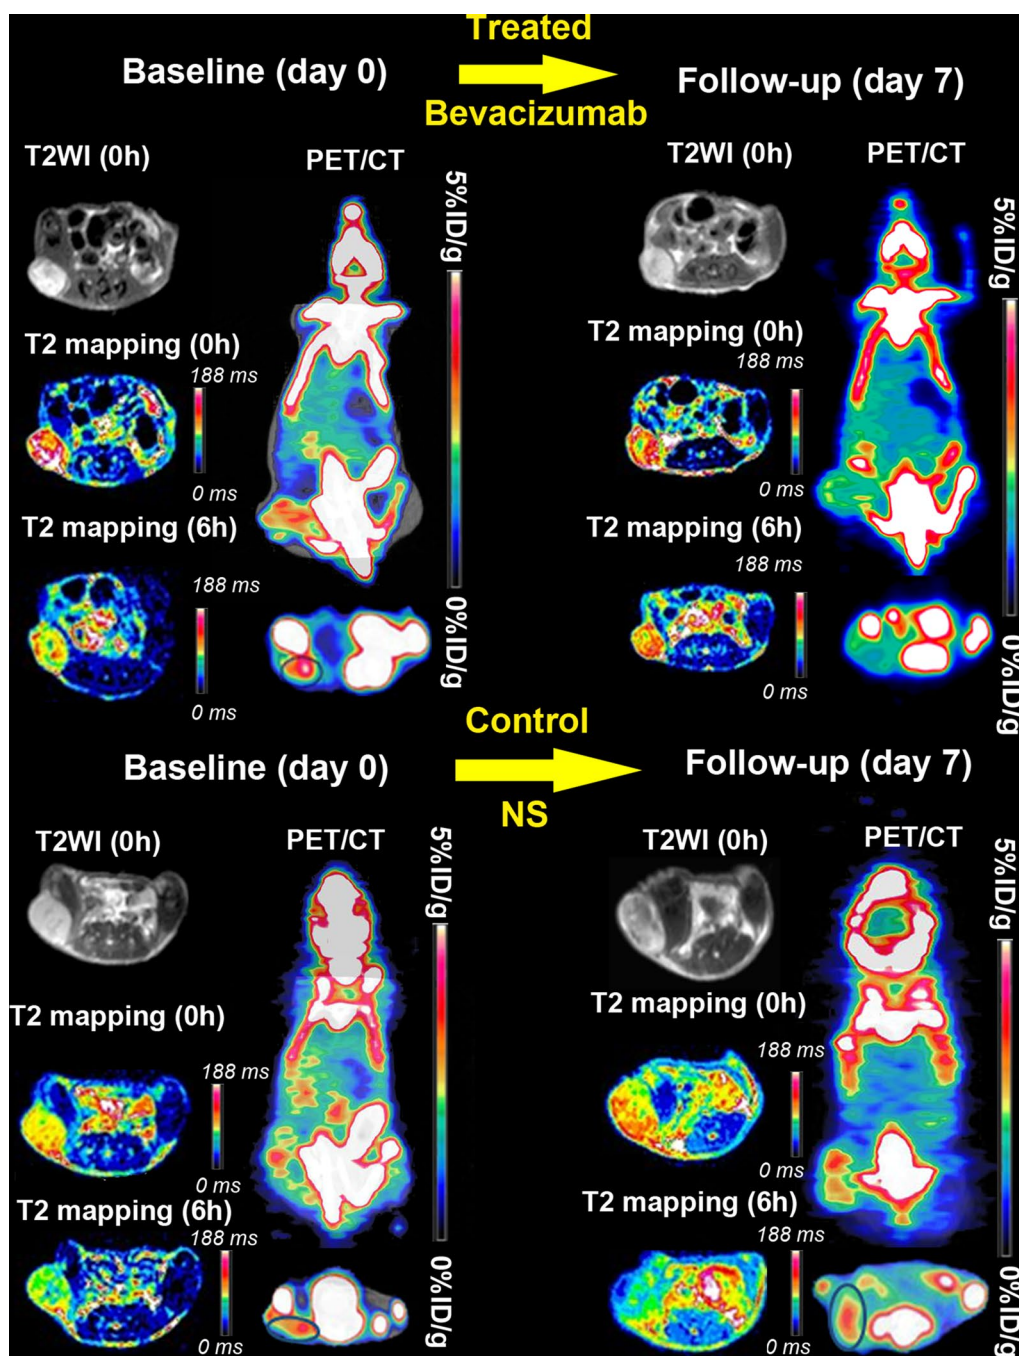 Treated
Baseline (day 0)
Follow-up (day 7)
Bevacizumab
T2WI (0h)
PET/CT
5%ID/g
T2 mapping (0h)
188 ms
0 ms
T2 mapping (6h)
188 ms
0 ms
0%ID/g
T2WI (0h)
PET/CT
5%ID/g
T2 mapping (0h)
188 ms
0 ms
T2 mapping (6h)
188 ms
0 ms
0%ID/g
Control
Baseline (day 0)
Follow-up (day 7)
NS
T2WI (0h)
PET/CT
5%ID/g
T2 mapping (0h)
188 ms
0 ms
T2 mapping (6h)
188 ms
0 ms
0%ID/g
T2WI (0h)
PET/CT
5%ID/g
T2 mapping (0h)
188 ms
0 ms
T2 mapping (6h)
188 ms
0 ms
0%ID/g